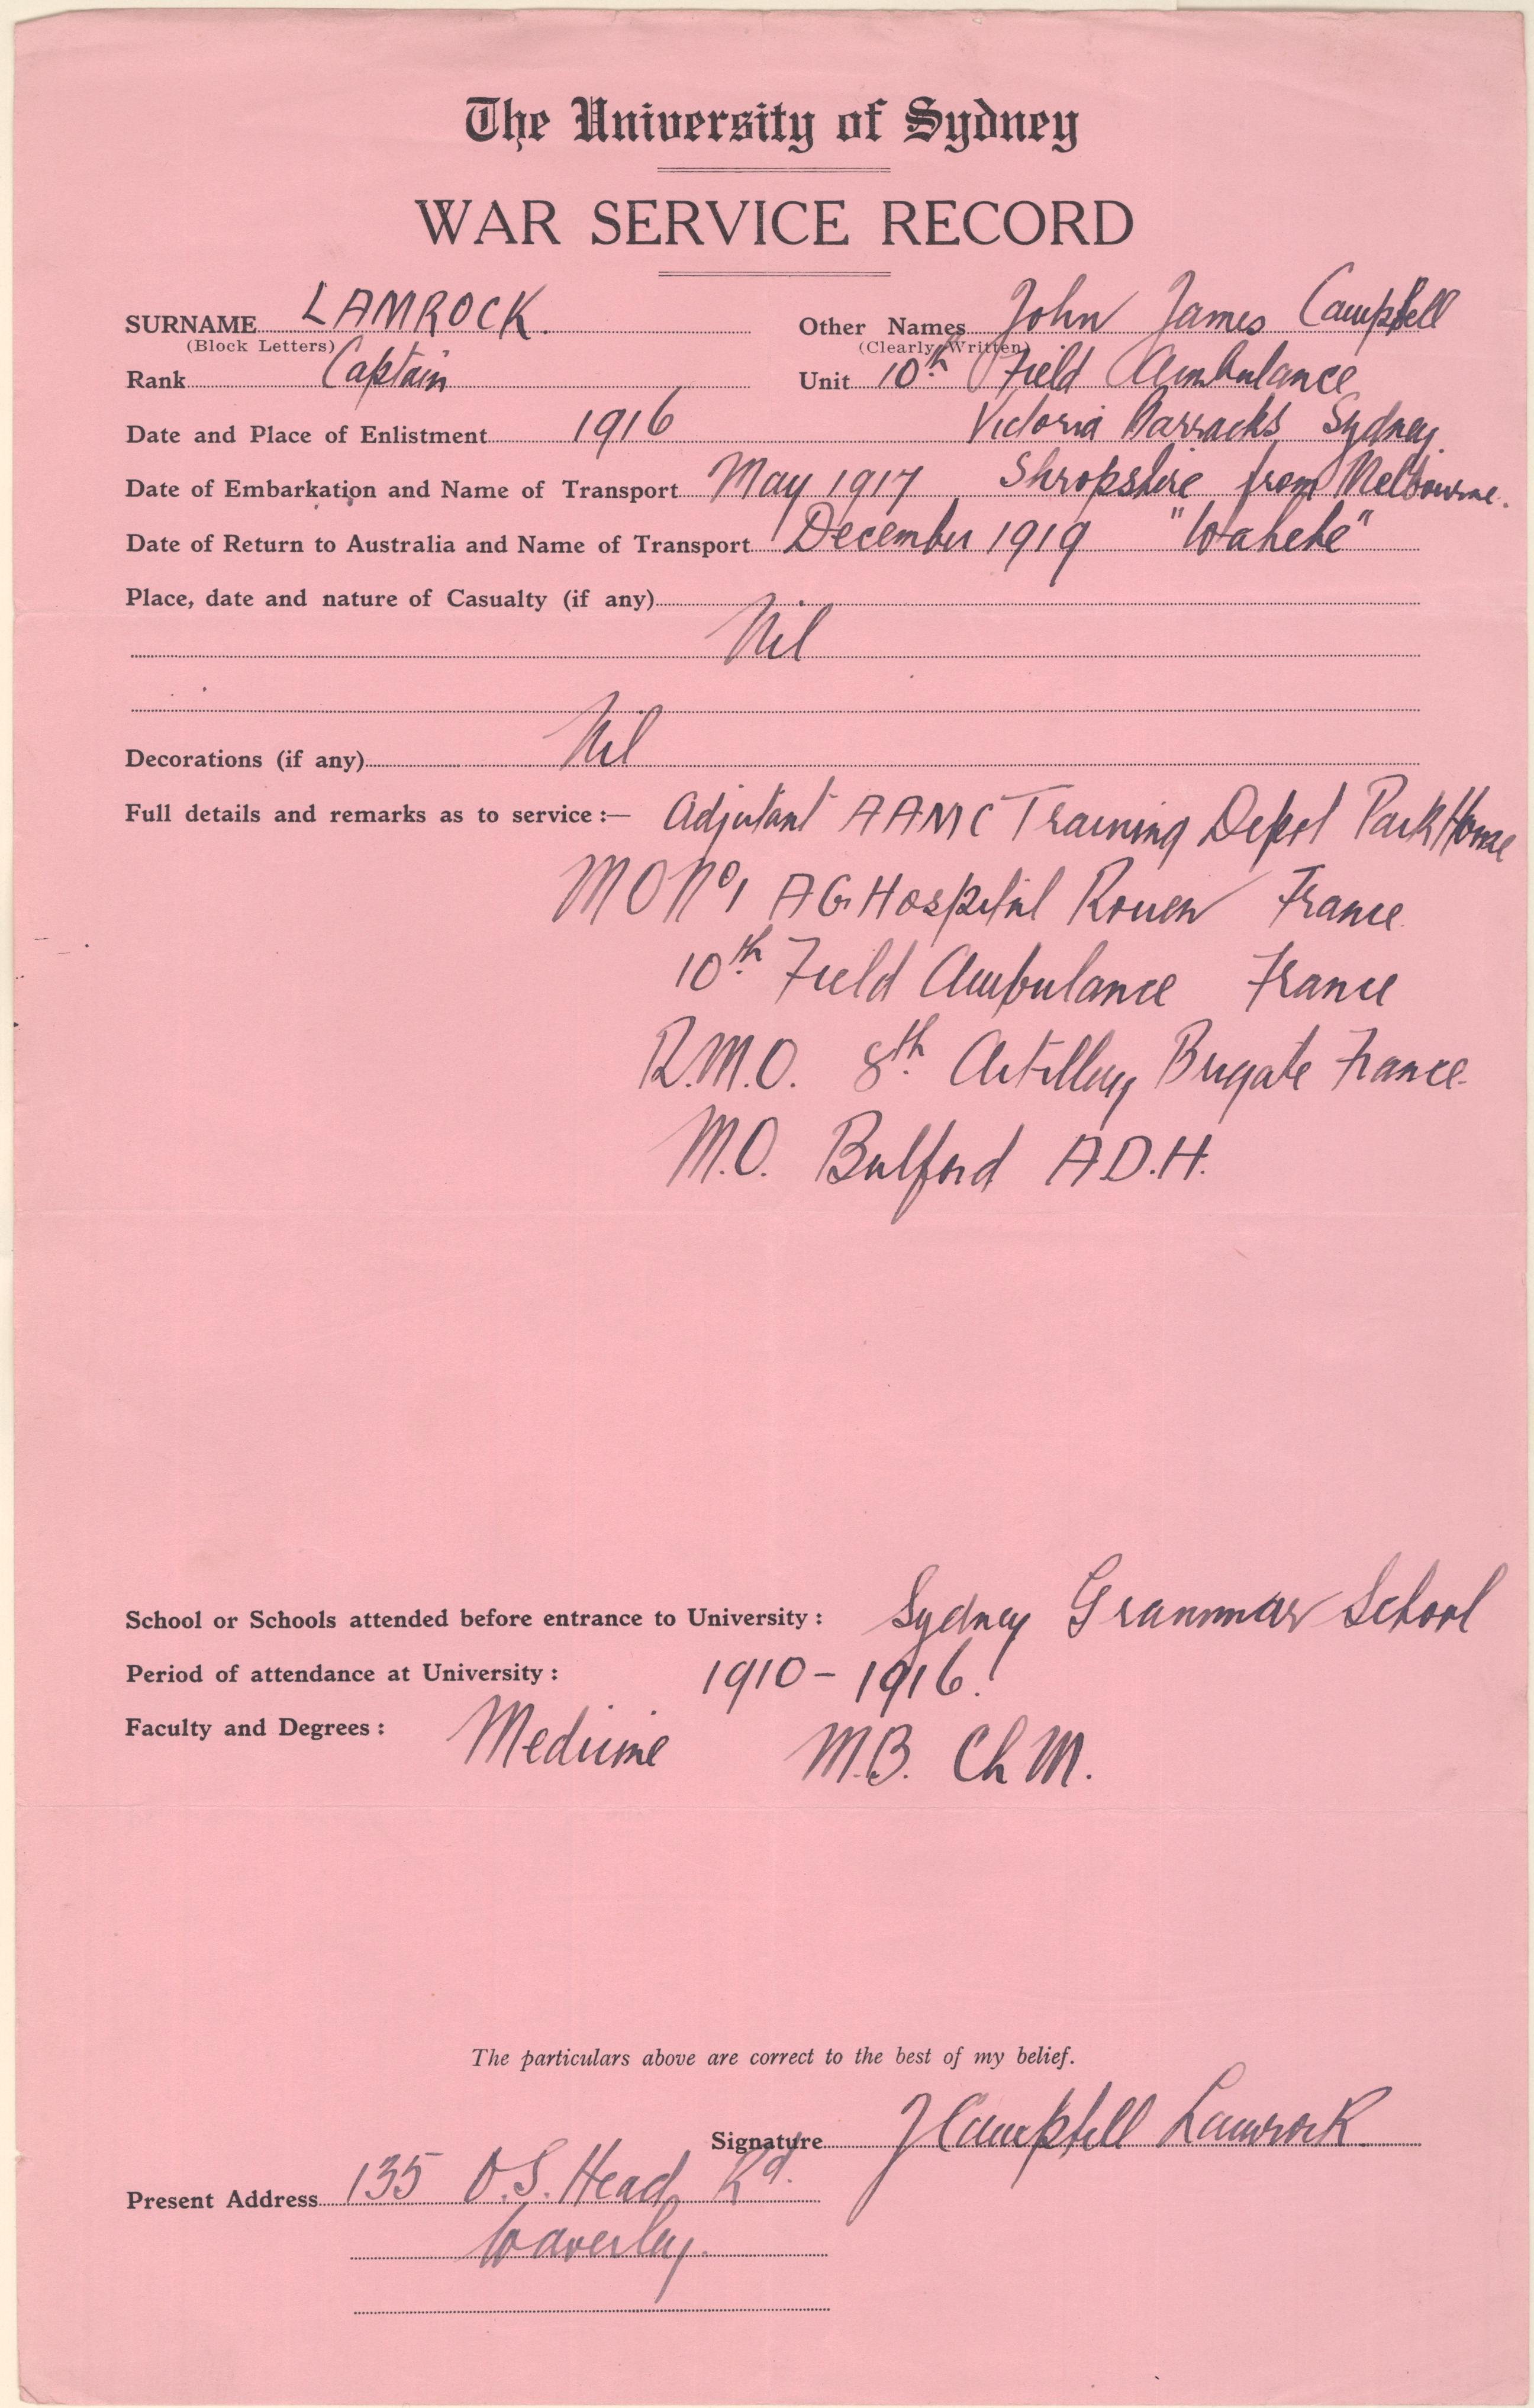 The University of Sydney
WAR SERVICE RECORD
SURNAME LAMROCK. Other Names John James Campbell
(Block Letters) (Clearly Written)
Rank Captain Unit 10th Field Ambulance
Date and Place of Enlistment 1916 Victoria Barracks Sydney.
Date of Embarkation and Name of Transport May 1917 Shropshire from Melbourne.
Date of Return to Australia and Name of Transport December 1919 "Wahehe"
Place, date and nature of Casualty (if any)
Nil
Decorations (if any) Nil
Full details and remarks as to service :— Adjutant AAMC Training Depot Park House
MO No 1 AG Hospital Rouen France.
10th Field Ambulance France
R.M.O. 8th Artillery Brigate France.
M.O. Bulford A D.H.
School or Schools attended before entrance to University : Sydney Grammar School
Period of attendance at University : 1910 - 1916.
Faculty and Degrees : Medicine M.B. Ch M.
The particulars above are correct to the best of my belief.
Signature J Campbell Lamrock
Present Address 135 O.S. Head Rd.
Waverley.